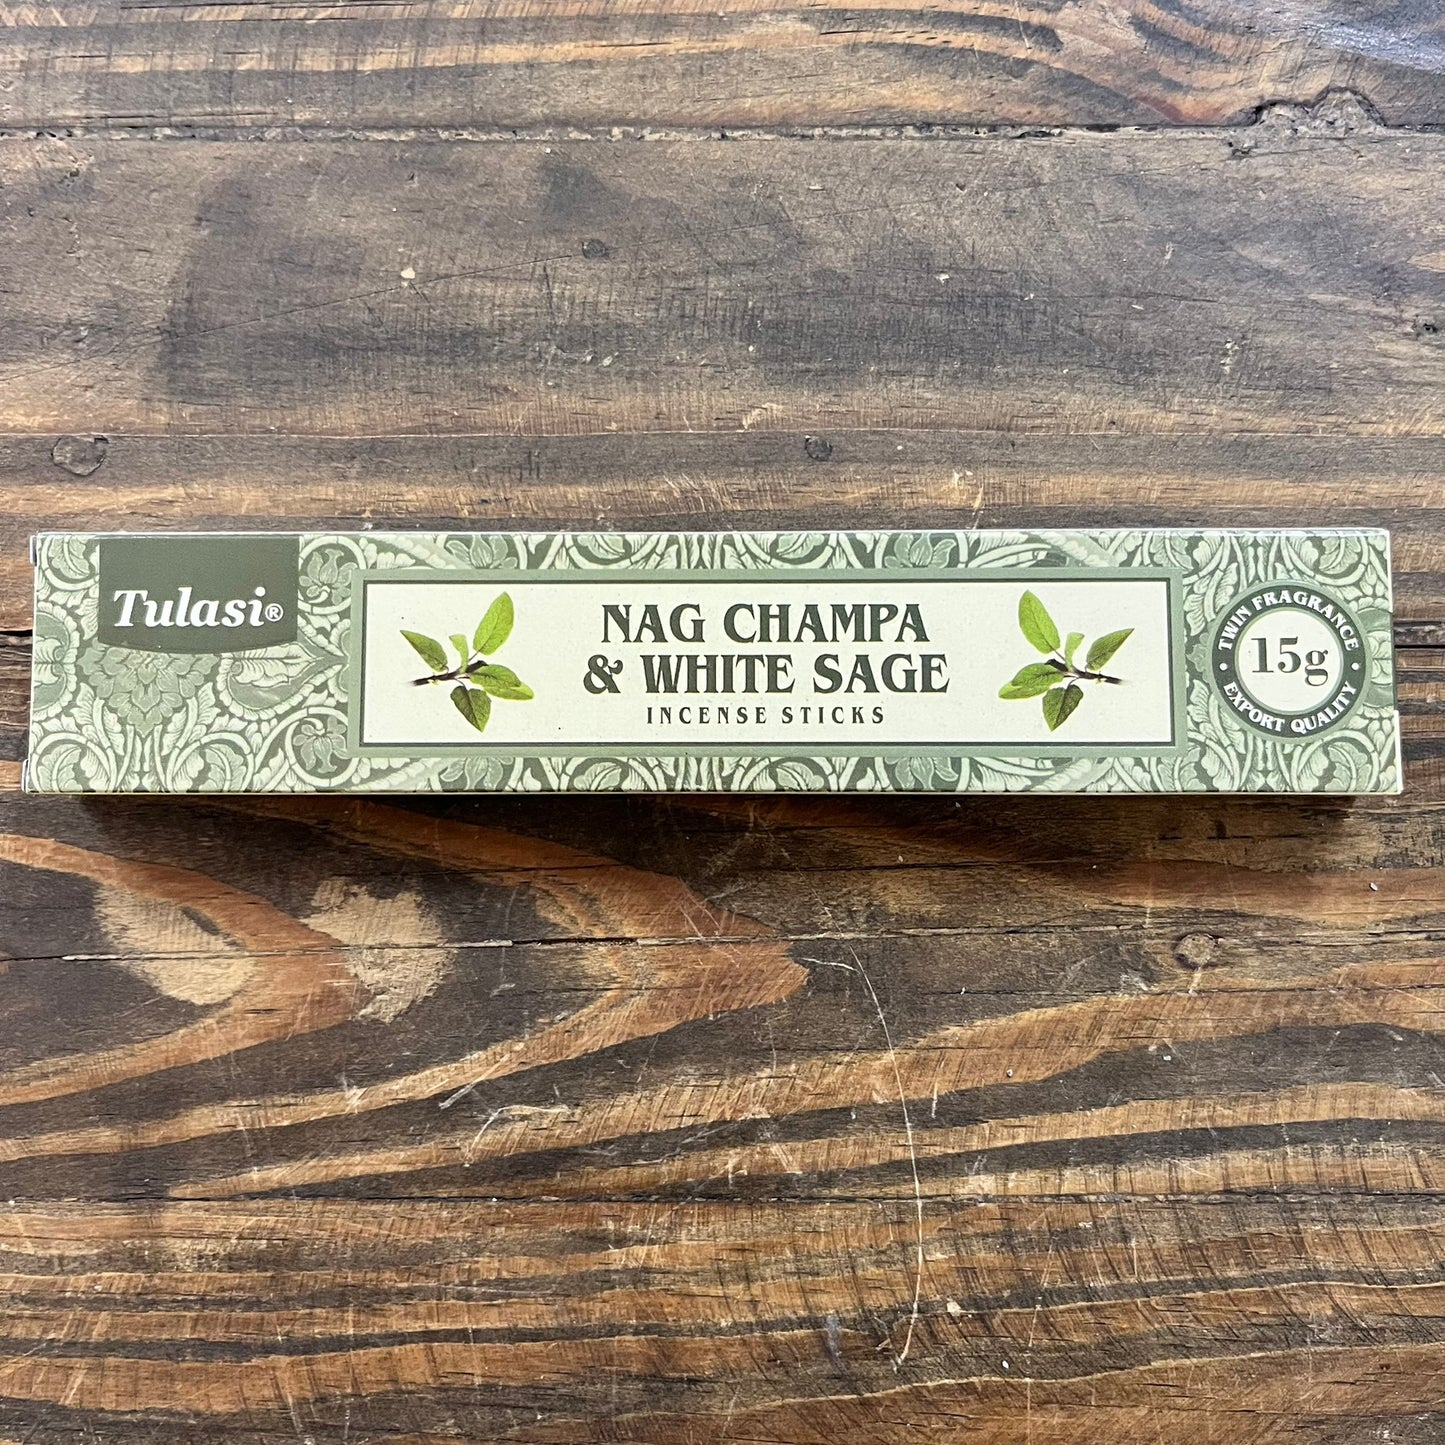 Tulasi®
NAG CHAMPA
& WHITE SAGE
INCENSE STICKS
TWIN FRAGRANCE
15g
EXPORT QUALITY